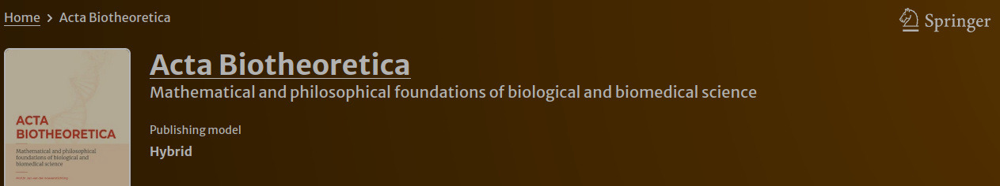 Home > Acta Biotheoretica
Springer
Acta Biotheoretica
Mathematical and philosophical foundations of biological and biomedical science
Publishing model
Hybrid
ACTA
BIOTHEORETICA
Mathematical and philosophical
foundations of biological and
biomedical science